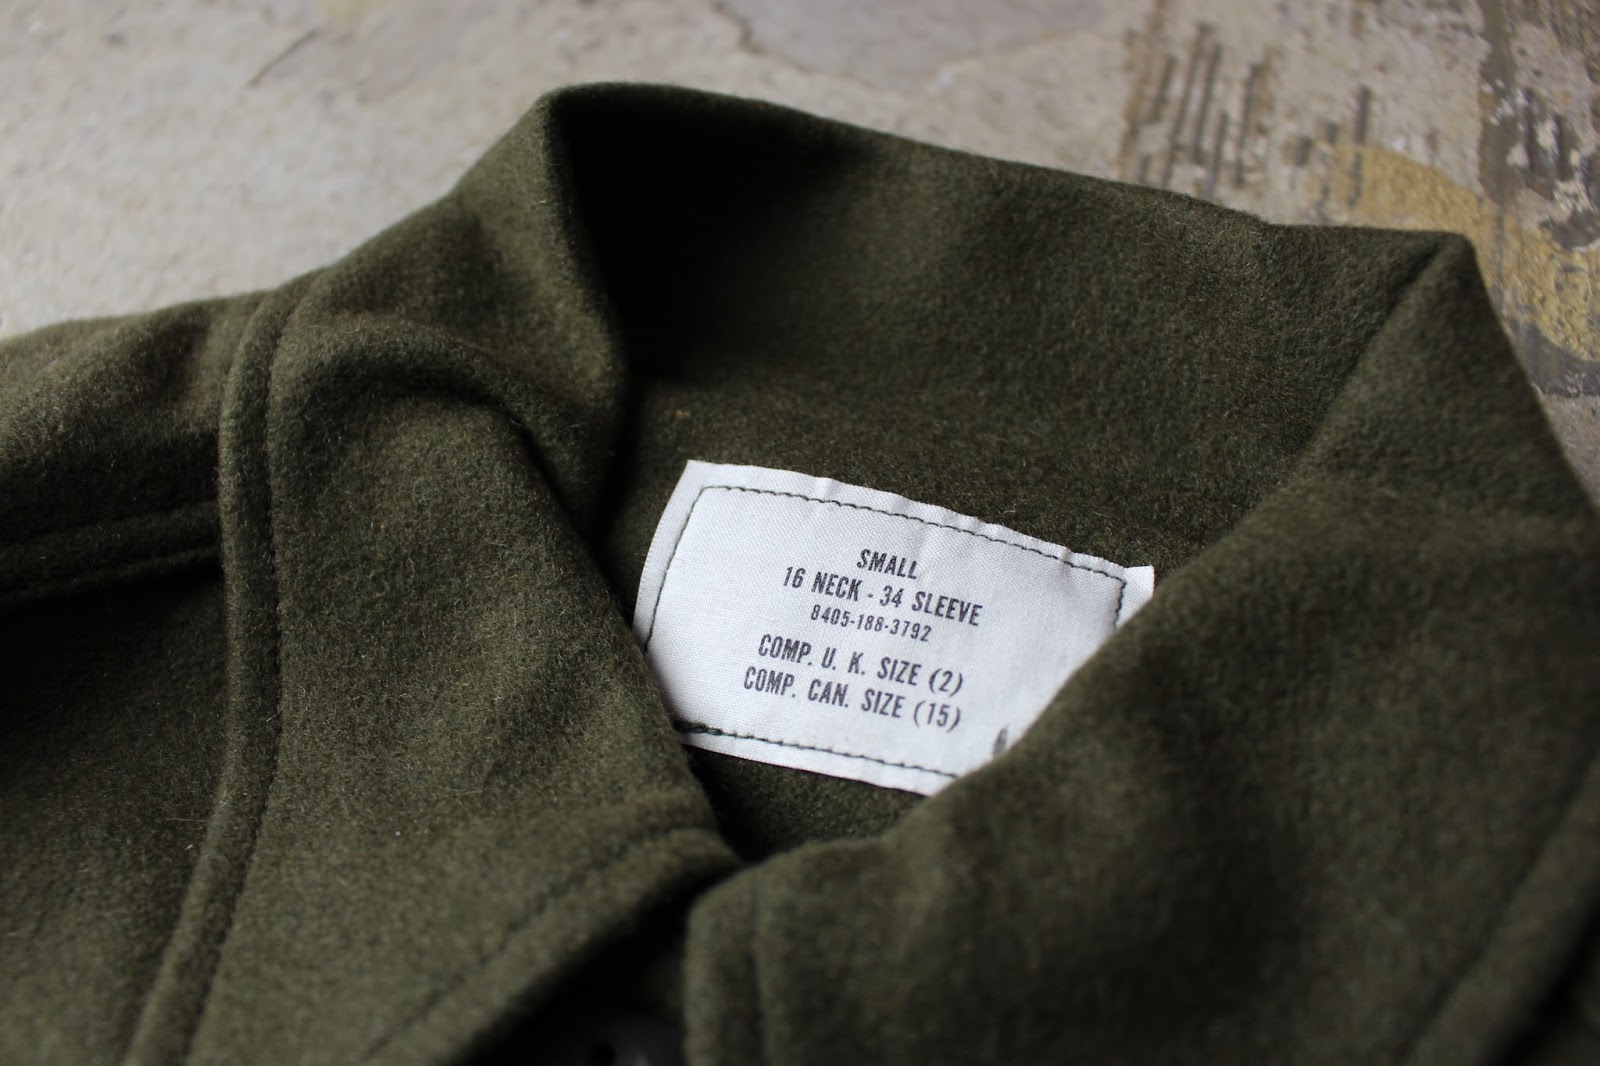 SMALL
16 NECK - 34 SLEEVE
8405-188-3792
COMP. U. K. SIZE (2)
COMP. CAN. SIZE (15)